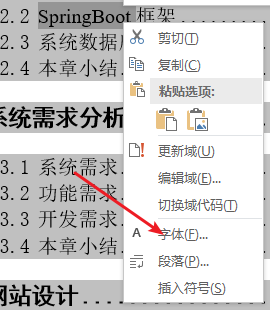 2.2 SpringBoot 框架.........
2.3 系统数据
2.4 本章小结
系统需求分析
3.1 系统需求.
3.2 功能需求.
3.3 开发需求.
3.4 本章小结.
网站设计..............
剪切(T)
复制(C)
粘贴选项:
更新域(U)
编辑域(E)...
切换域代码(T)
字体(F)...
段落(P)...
插入符号(S)